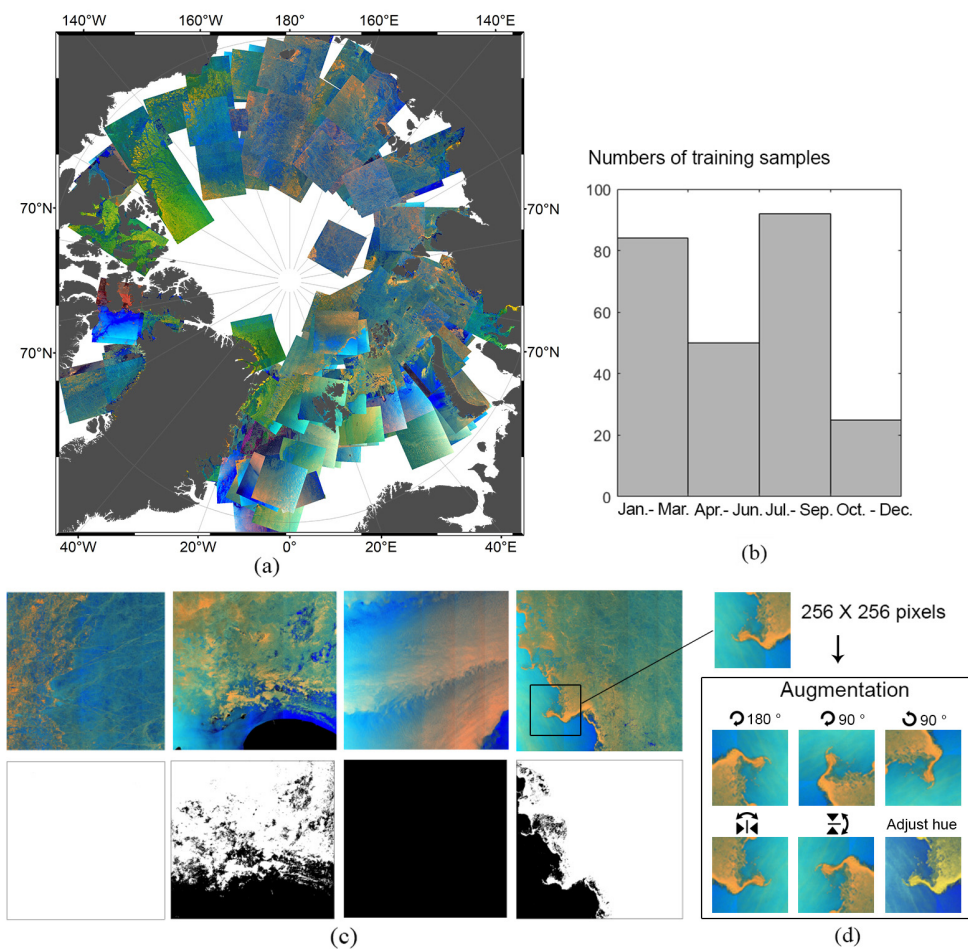 140°W 160°W 180° 160°E 140°E
70°N 70°N
70°N 70°N
40°W 20°W 0° 20°E 40°E
(a)
Numbers of training samples
100
80
60
40
20
0
Jan.- Mar. Apr.- Jun. Jul.- Sep. Oct. - Dec.
(b)
256 X 256 pixels
Augmentation
180 ° 90 ° 90 °
Adjust hue
(c) (d)